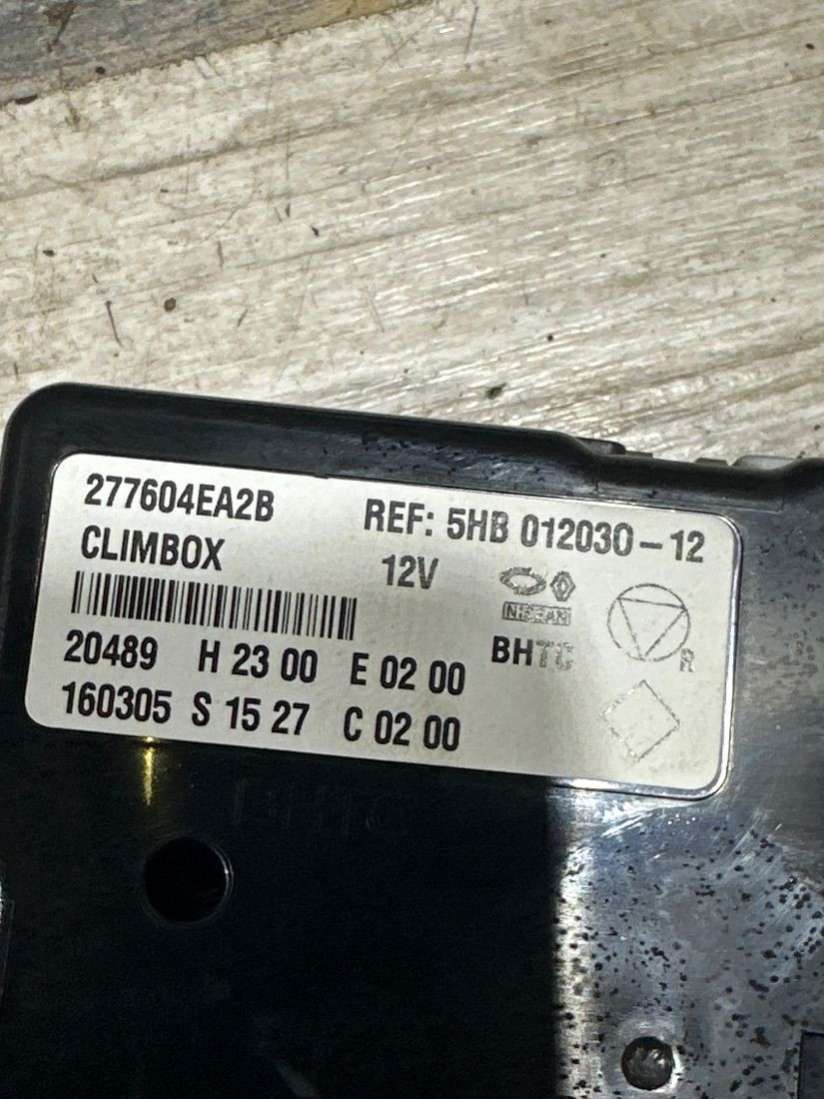 277604EA2B
REF: 5HB 012030-12
CLIMBOX
12V
NISSAN
BHTC
R
20489 H 23 00 E 02 00
160305 S 15 27 C 02 00
BHTC